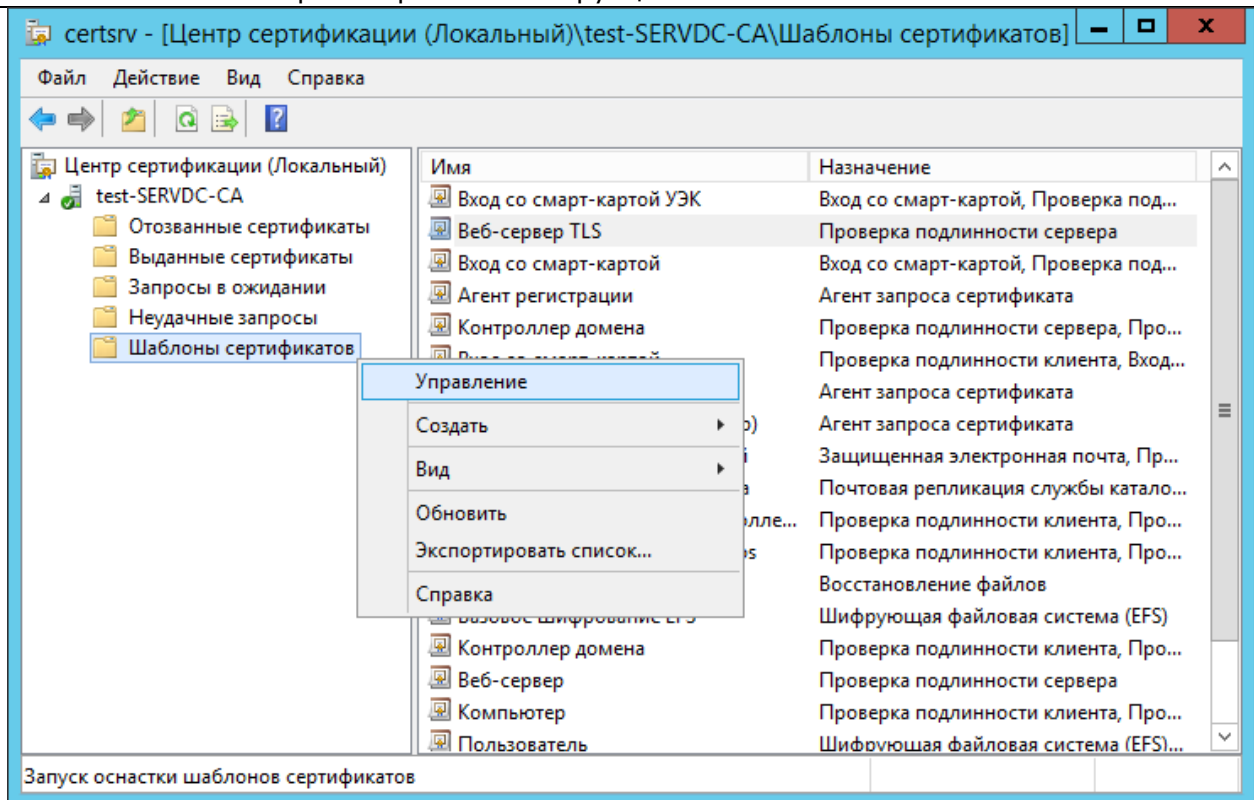 certsrv - [Центр сертификации (Локальный)\test-SERVDC-CA\Шаблоны сертификатов]
Файл Действие Вид Справка
Центр сертификации (Локальный)
test-SERVDC-CA
Отозванные сертификаты
Выданные сертификаты
Запросы в ожидании
Неудачные запросы
Шаблоны сертификатов
Имя Назначение
Вход со смарт-картой УЭК Вход со смарт-картой, Проверка под...
Веб-сервер TLS Проверка подлинности сервера
Вход со смарт-картой Вход со смарт-картой, Проверка под...
Агент регистрации Агент запроса сертификата
Контроллер домена Проверка подлинности сервера, Про...
Проверка подлинности клиента, Вход...
Агент запроса сертификата
Агент запроса сертификата
Защищенная электронная почта, Пр...
Почтовая репликация службы катало...
Проверка подлинности клиента, Про...
Проверка подлинности клиента, Про...
Восстановление файлов
Шифрующая файловая система (EFS)
Контроллер домена Проверка подлинности клиента, Про...
Веб-сервер Проверка подлинности сервера
Компьютер Проверка подлинности клиента, Про...
Пользователь Шифрующая файловая система (EFS)...
Управление
Создать
Вид
Обновить
Экспортировать список...
Справка
Запуск оснастки шаблонов сертификатов